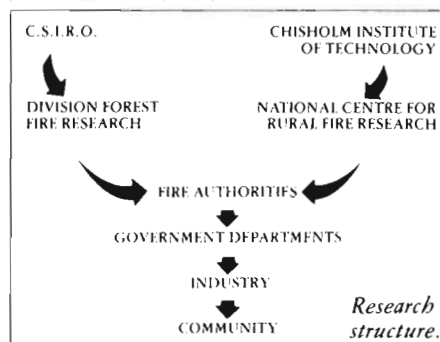 C.S.I.R.O.
CHISHOLM INSTITUTE
OF TECHNOLOGY
DIVISION FOREST
FIRE RESEARCH
NATIONAL CENTRE FOR
RURAL FIRE RESEARCH
FIRE AUTHORITIES
GOVERNMENT DEPARTMENTS
INDUSTRY
COMMUNITY
Research
structure.